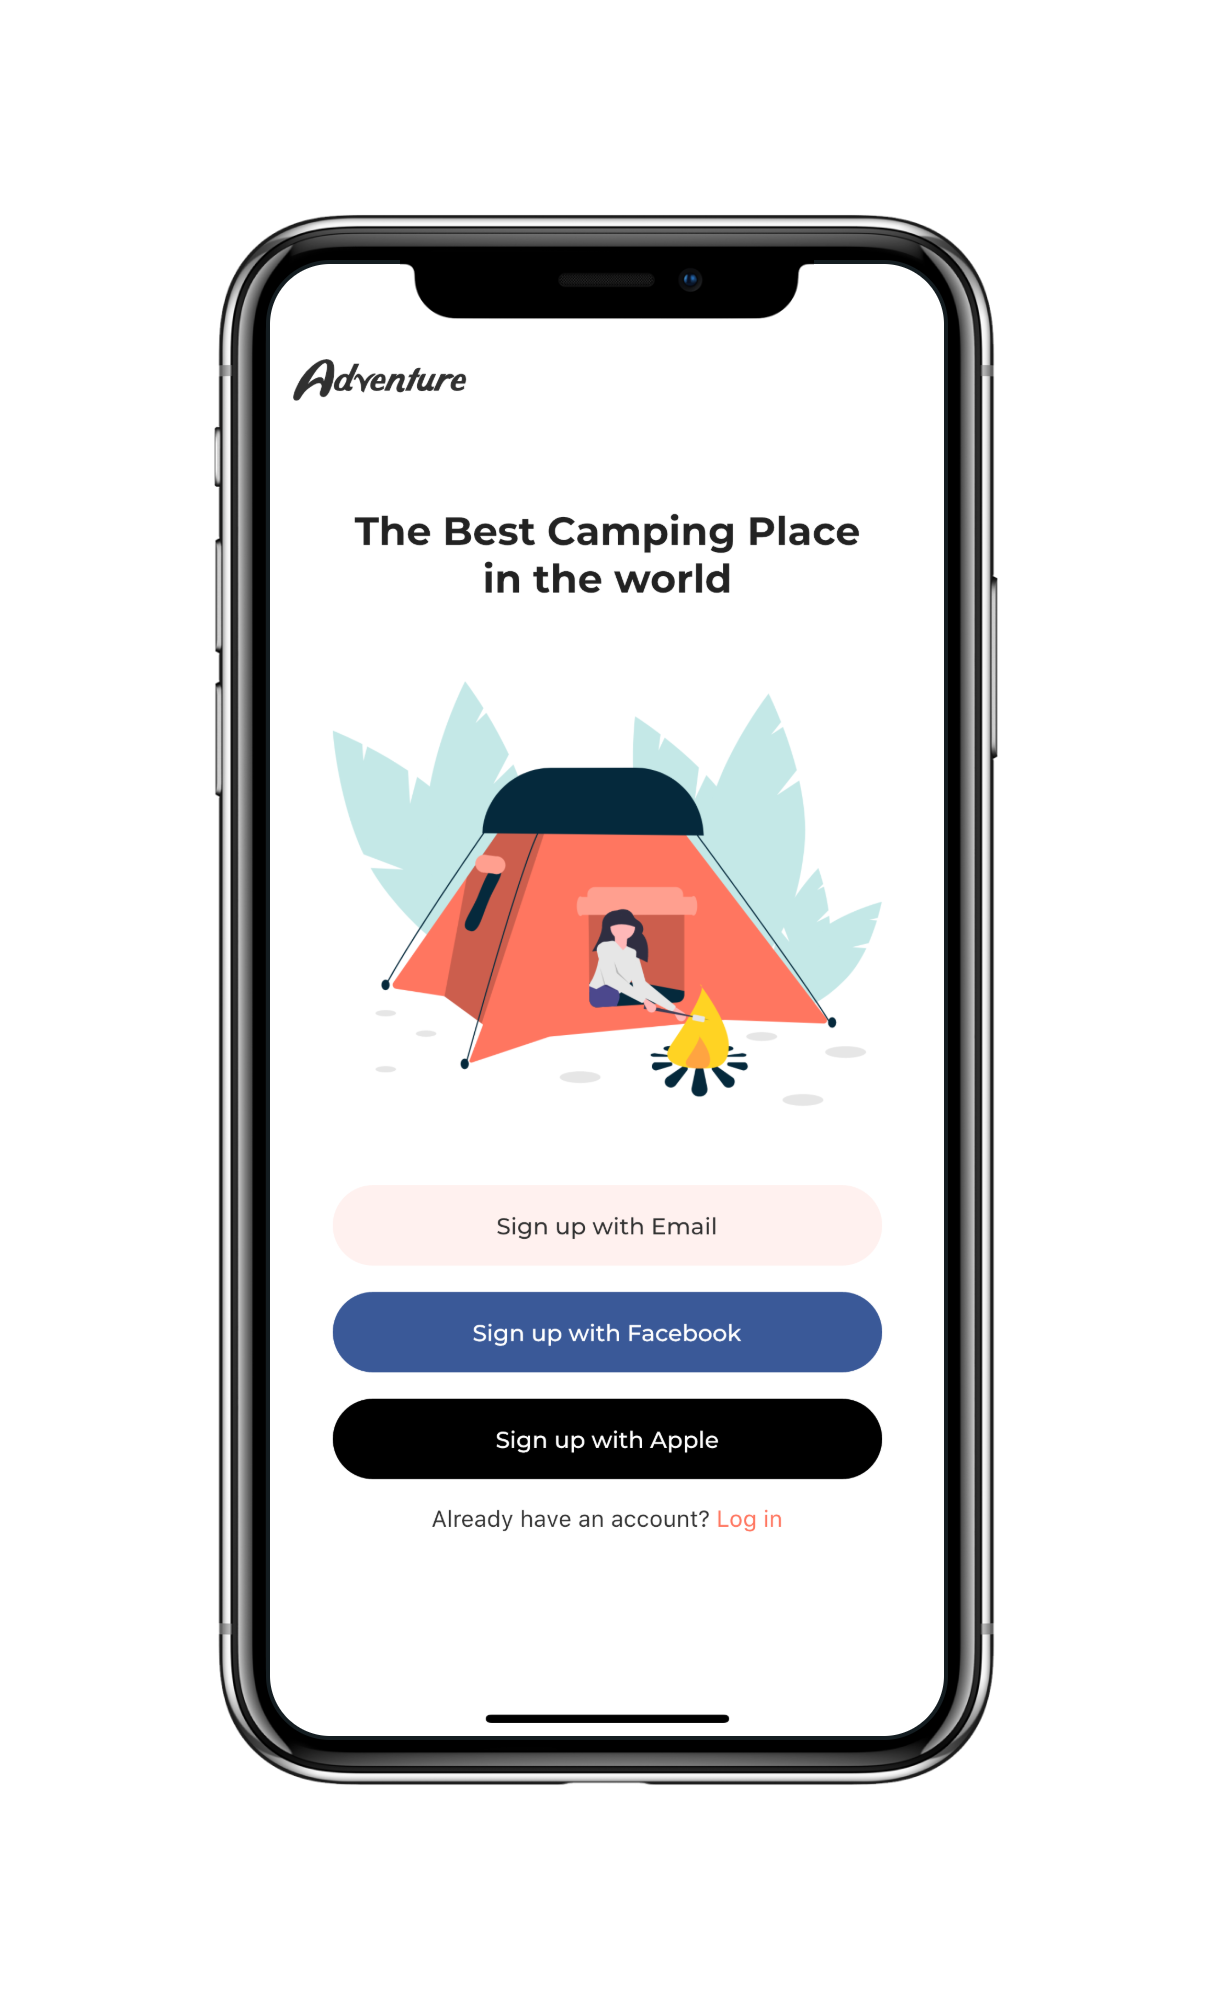 Adventure
The Best Camping Place
in the world
Sign up with Email
Sign up with Facebook
Sign up with Apple
Already have an account? Log in